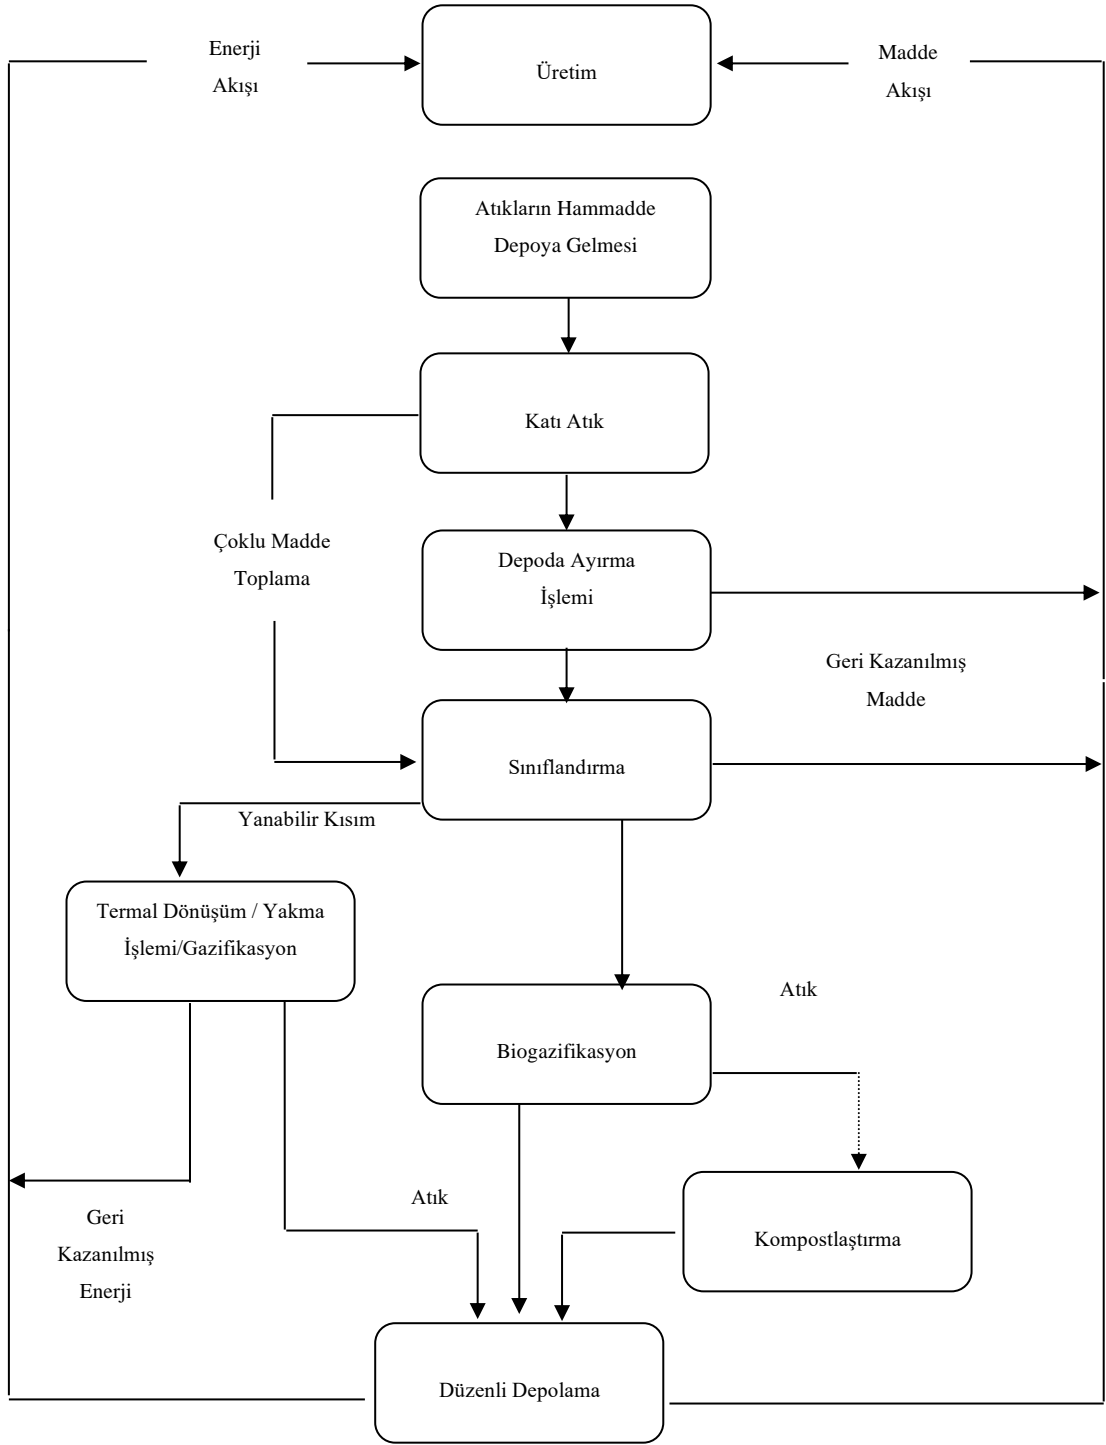 Enerji
Akışı
Üretim
Madde
Akışı
Atıkların Hammadde
Depoya Gelmesi
Katı Atık
Çoklu Madde
Toplama
Depoda Ayırma
İşlemi
Geri Kazanılmış
Madde
Sınıflandırma
Yanabilir Kısım
Termal Dönüşüm / Yakma
İşlemi/Gazifikasyon
Atık
Biogazifikasyon
Atık
Geri
Kazanılmış
Enerji
Kompostlaştırma
Düzenli Depolama